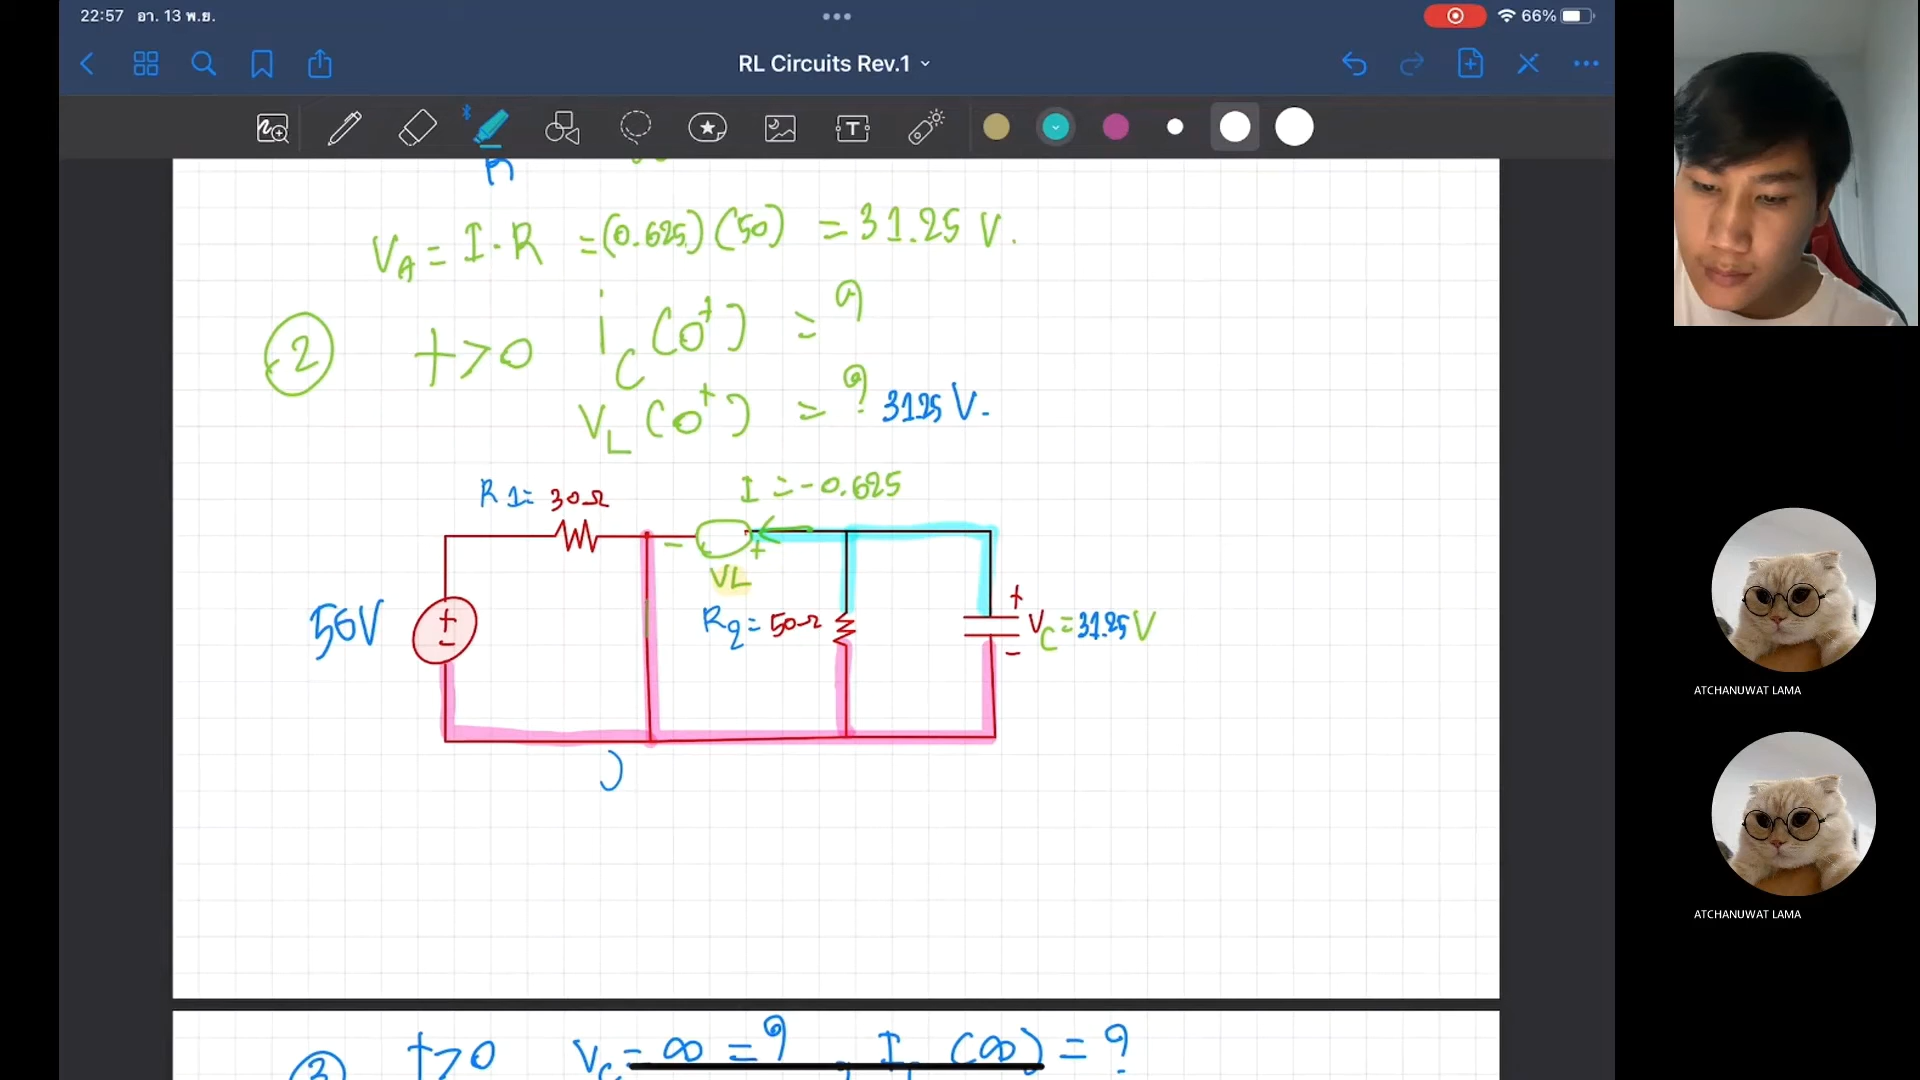 22:57 อา. 13 พ.ย.
66%
RL Circuits Rev.1
V_A = I · R = (0.625) (50) = 31.25 V.
② t > 0 i_C (0⁺) = ?
V_L (0⁺) = ? 31.25 V.
R1 = 30Ω
I = -0.625
- +
VL
56V
+
-
R2 = 50Ω
+
V_C = 31.25 V
-
③ t > 0 V_C = ∞ = ? , I (∞) = ?
ATCHANUWAT LAMA
ATCHANUWAT LAMA